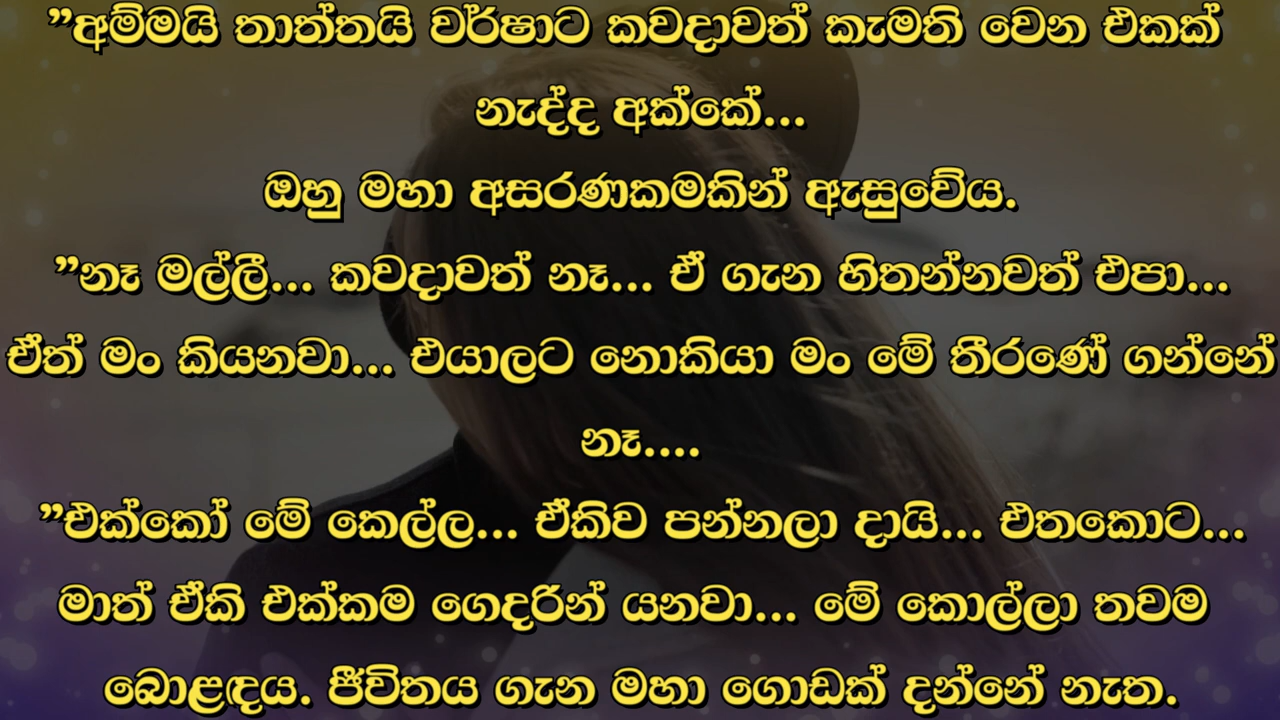 ”අම්මයි තාත්තයි වර්ෂාට කවදාවත් කැමති වෙන එකක්
නැද්ද අක්කේ...
ඔහු මහා අසරණකමකින් ඇසුවේය.
”නෑ මල්ලී... කවදාවත් නෑ... ඒ ගැන හිතන්නවත් එපා...
ඒත් මං කියනවා... එයාලට නොකියා මං මේ තීරණේ ගන්නේ
නෑ....
”එක්කෝ මේ කෙල්ල... ඒකිව පන්නලා දායි... එතකොට...
මාත් ඒකි එක්කම ගෙදරින් යනවා... මේ කොල්ලා තවම
බොළඳය. ජීවිතය ගැන මහා ගොඩක් දන්නේ නැත.